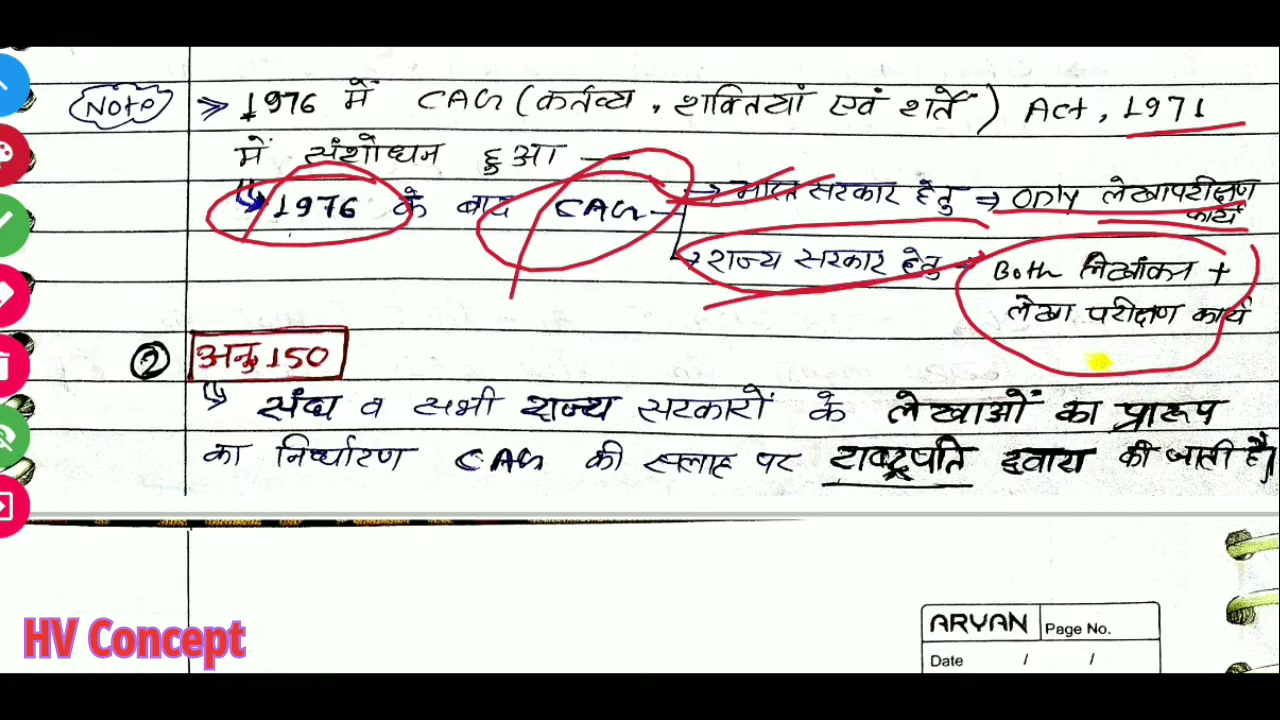 Note → 1976 में CAG (कर्तव्य, शक्तियां एवं शर्तें) Act, 1971
में संशोधन हुआ —
↳ 1976 के बाद CAG → भारत सरकार हेतु ⇒ only लेखापरीक्षण कार्य
→ राज्य सरकार हेतु → Both लेखांकन +
लेखा परीक्षण कार्य
② अनु. 150
↳ संघ व सभी राज्य सरकारों के लेखाओं का प्रारूप
का निर्धारण CAG की सलाह पर राष्ट्रपति द्वारा की जाती है।
HV Concept
ARYAN Page No.
Date / /